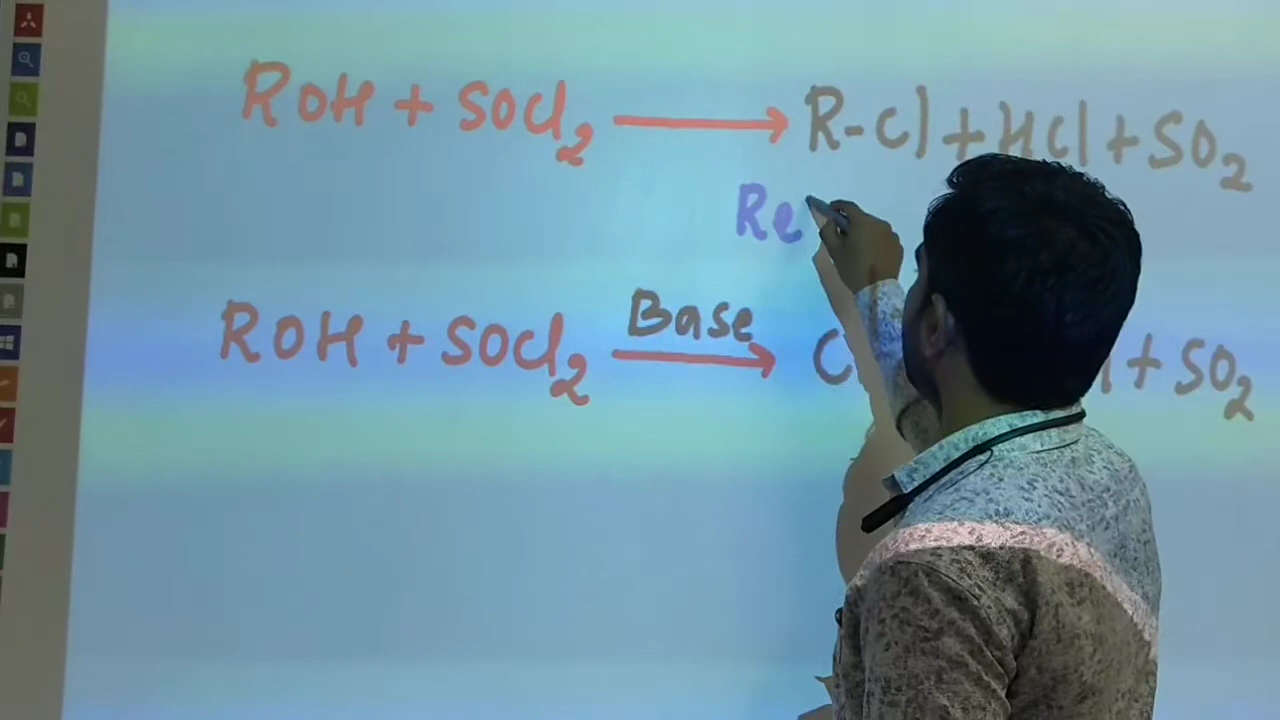 ROH + SOCl2 ⟶ R-Cl + HCl + SO2
Re
ROH + SOCl2 Base ⟶ C + SO2